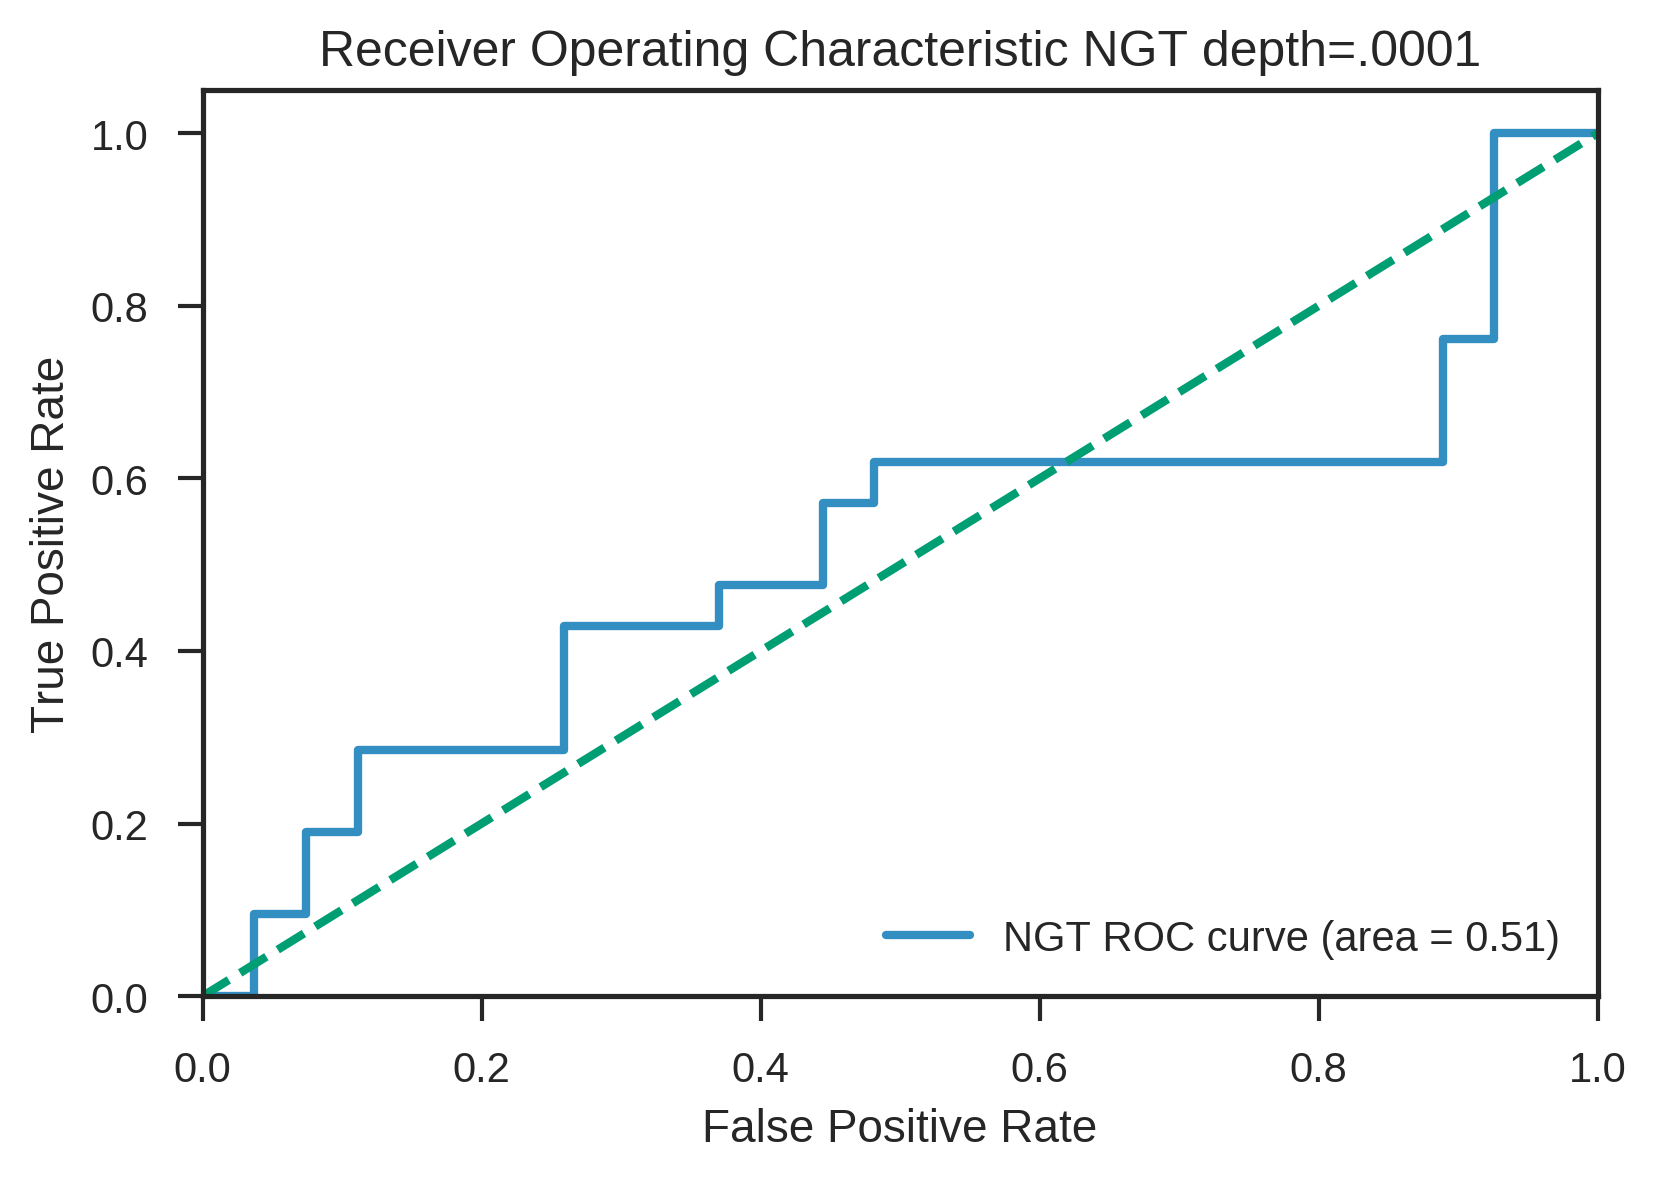 Receiver Operating Characteristic NGT depth=.0001
1.0
0.8
0.6
0.4
0.2
0.0
True Positive Rate
NGT ROC curve (area = 0.51)
0.0 0.2 0.4 0.6 0.8 1.0
False Positive Rate